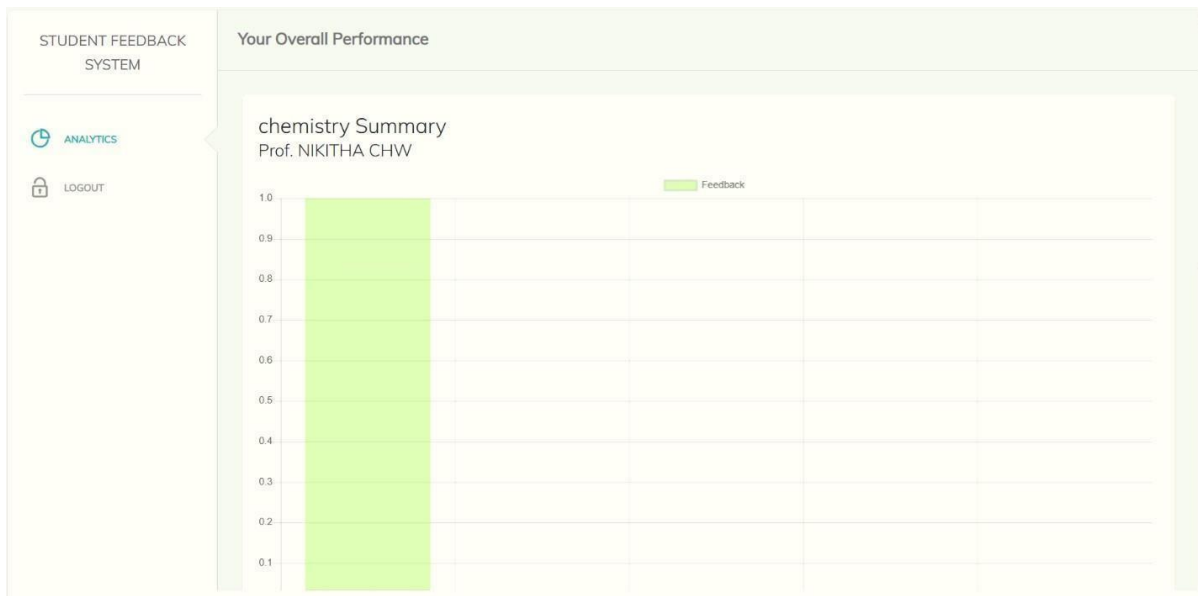 STUDENT FEEDBACK
SYSTEM
ANALYTICS
LOGOUT
Your Overall Performance
chemistry Summary
Prof. NIKITHA CHW
Feedback
1.0
0.9
0.8
0.7
0.6
0.5
0.4
0.3
0.2
0.1